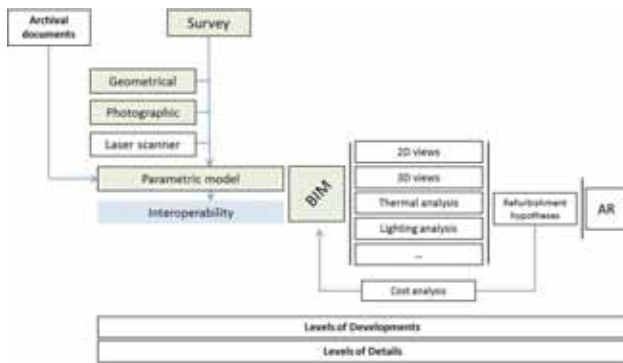 Archival
documents
Survey
Geometrical
Photographic
Laser scanner
Parametric model
Interoperability
BIM
2D views
3D views
Thermal analysis
Lighting analysis
...
Refurbishment
hypotheses
AR
Cost analysis
Levels of Developments
Levels of Details